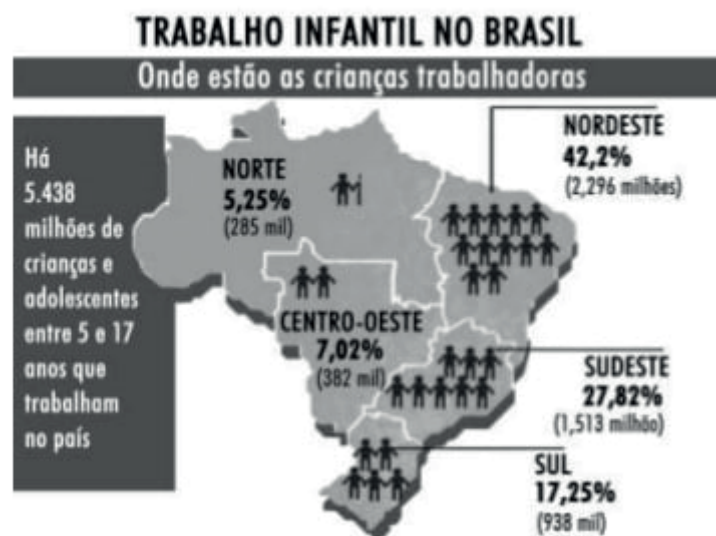 TRABALHO INFANTIL NO BRASIL
Onde estão as crianças trabalhadoras
Há
5.438
milhões de
crianças e
adolescentes
entre 5 e 17
anos que
trabalham
no país
NORTE
5,25%
(285 mil)
NORDESTE
42,2%
(2,296 milhões)
CENTRO-OESTE
7,02%
(382 mil)
SUDESTE
27,82%
(1,513 milhão)
SUL
17,25%
(938 mil)